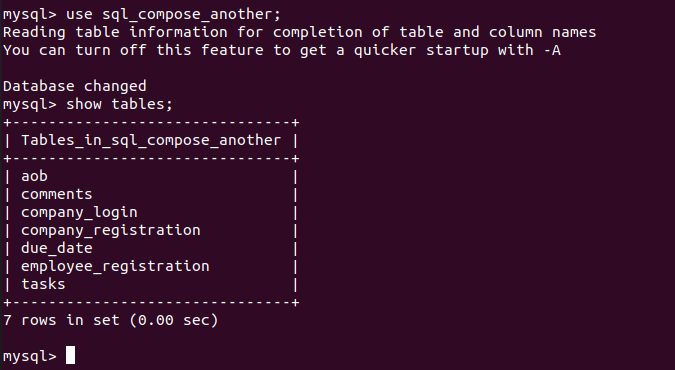 mysql> use sql_compose_another;
Reading table information for completion of table and column names
You can turn off this feature to get a quicker startup with -A
Database changed
mysql> show tables;
+-------------------------------+
| Tables_in_sql_compose_another |
+-------------------------------+
| aob                           |
| comments                      |
| company_login                 |
| company_registration          |
| due_date                      |
| employee_registration         |
| tasks                         |
+-------------------------------+
7 rows in set (0.00 sec)
mysql>